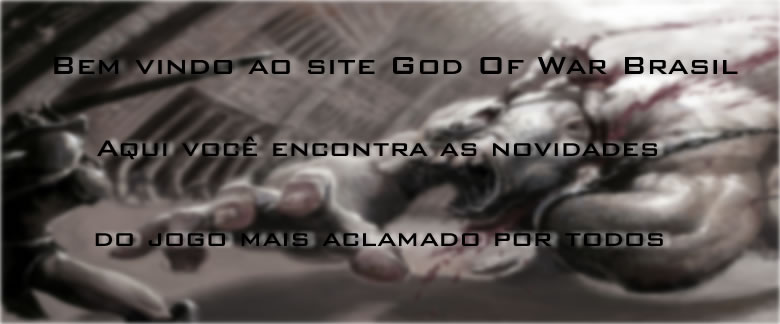 Bem vindo ao site God Of War Brasil
Aqui você encontra as novidades
do jogo mais aclamado por todos